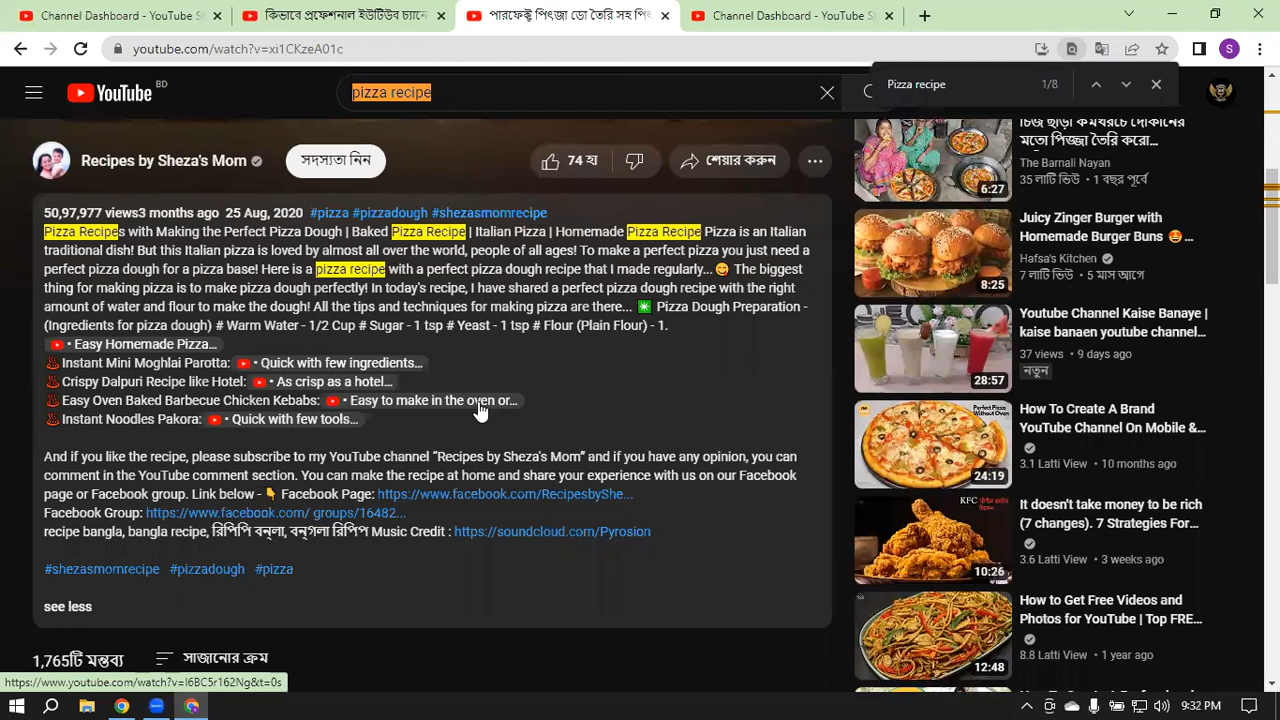 Channel Dashboard - YouTube St
কিভাবে প্রফেশনাল ইউটিউব চ্যানে
পারফেক্ট পিৎজা ডো তৈরি সহ পি
Channel Dashboard - YouTube St
youtube.com/watch?v=xi1CKzeA01c
S
YouTube BD
pizza recipe
Pizza recipe
1/8
Recipes by Sheza's Mom
সদস্যতা নিন
74 হা
শেয়ার করুন
50,97,977 views3 months ago 25 Aug, 2020 #pizza #pizzadough #shezasmomrecipe
Pizza Recipes with Making the Perfect Pizza Dough | Baked Pizza Recipe | Italian Pizza | Homemade Pizza Recipe Pizza is an Italian
traditional dish! But this Italian pizza is loved by almost all over the world, people of all ages! To make a perfect pizza you just need a
perfect pizza dough for a pizza base! Here is a pizza recipe with a perfect pizza dough recipe that I made regularly... The biggest
thing for making pizza is to make pizza dough perfectly! In today's recipe, I have shared a perfect pizza dough recipe with the right
amount of water and flour to make the dough! All the tips and techniques for making pizza are there... Pizza Dough Preparation -
(Ingredients for pizza dough) # Warm Water - 1/2 Cup # Sugar - 1 tsp # Yeast - 1 tsp # Flour (Plain Flour) - 1.
• Easy Homemade Pizza...
Instant Mini Moghlai Parotta: • Quick with few ingredients...
Crispy Dalpuri Recipe like Hotel: • As crisp as a hotel...
Easy Oven Baked Barbecue Chicken Kebabs: • Easy to make in the oven or...
Instant Noodles Pakora: • Quick with new tools...
And if you like the recipe, please subscribe to my YouTube channel "Recipes by Sheza's Mom" and if you have any opinion, you can
comment in the YouTube comment section. You can make the recipe at home and share your experience with us on our Facebook
page or Facebook group. Link below - Facebook Page: https://www.facebook.com/RecipesbyShe...
Facebook Group: https://www.facebook.com/ groups/16482...
recipe bangla, bangla recipe, Music Credit : https://soundcloud.com/Pyrosion
#shezasmomrecipe #pizzadough #pizza
see less
1,765টি মন্তব্য
সাজানোর ক্রম
https://www.youtube.com/watch?v=l6BC5r182Ng&t=0s
চিজ ছাড়া কমখরচে দোকানের
মতো পিজ্জা তৈরি করো...
The Barnali Nayan
35 লাটি ভিউ • 1 বছর পূর্বে
6:27
Juicy Zinger Burger with
Homemade Burger Buns ...
Hafsa's Kitchen
7 লাটি ভিউ • 5 মাস আগে
8:25
Youtube Channel Kaise Banaye |
kaise banaen youtube channel...
37 views • 9 days ago
নতুন
28:57
Perfect Pizza
Without Oven
How To Create A Brand
YouTube Channel On Mobile &...
3.1 Latti View • 10 months ago
24:19
KFC
It doesn't take money to be rich
(7 changes). 7 Strategies For...
3.6 Latti View • 3 weeks ago
10:26
How to Get Free Videos and
Photos for YouTube | Top FRE...
8.8 Latti View • 1 year ago
12:48
9:32 PM